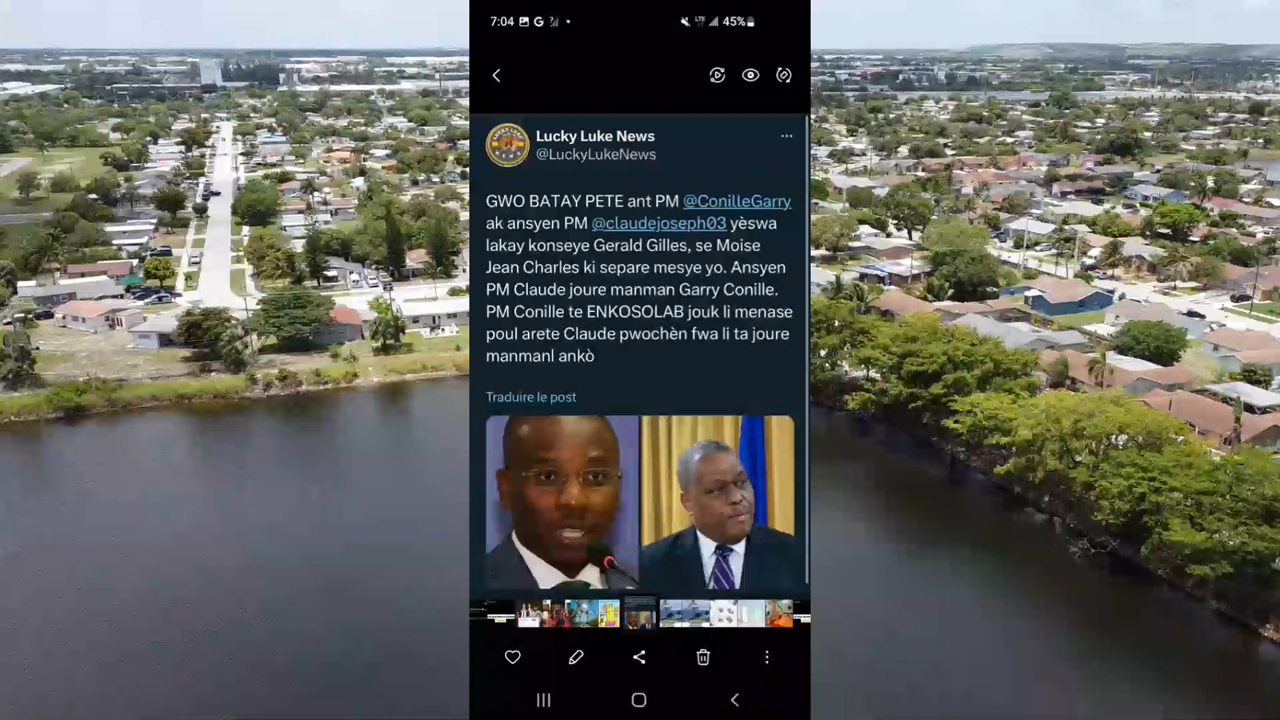 7:04
LTE
45%
Lucky Luke News
@LuckyLukeNews
GWO BATAY PETE ant PM @ConilleGarry
ak ansyen PM @claudejoseph03 yèswa
lakay konseye Gerald Gilles, se Moise
Jean Charles ki separe mesye yo. Ansyen
PM Claude joure manman Garry Conille.
PM Conille te ENKOSOLAB jouk li menase
poul arete Claude pwochèn fwa li ta joure
manmanl ankò
Traduire le post